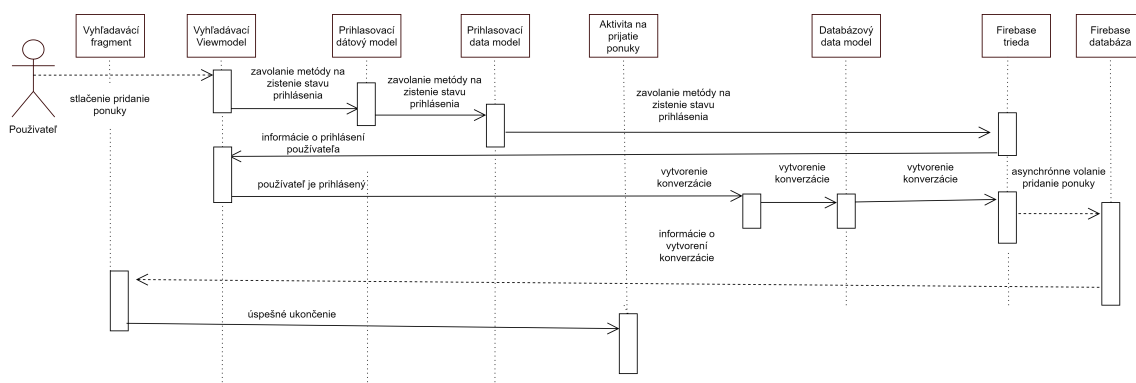 Vyhľadavácí
fragment
Vyhľadávací
Viewmodel
Prihlasovací
dátový model
Prihlasovací
data model
Aktivita na
prijatie
ponuky
Databázový
data model
Firebase
trieda
Firebase
databáza
Používateľ
stlačenie pridanie
ponuky
zavolanie metódy na
zistenie stavu
prihlásenia
zavolanie metódy na
zistenie stavu
prihlásenia
zavolanie metódy na
zistenie stavu
prihlásenia
informácie o prihlásení
používateľa
používateľ je prihlásený
vytvorenie
konverzácie
vytvorenie
konverzácie
vytvorenie
konverzácie
asynchrónne volanie
pridanie ponuky
informácie o
vytvorení
konverzácie
úspešné ukončenie